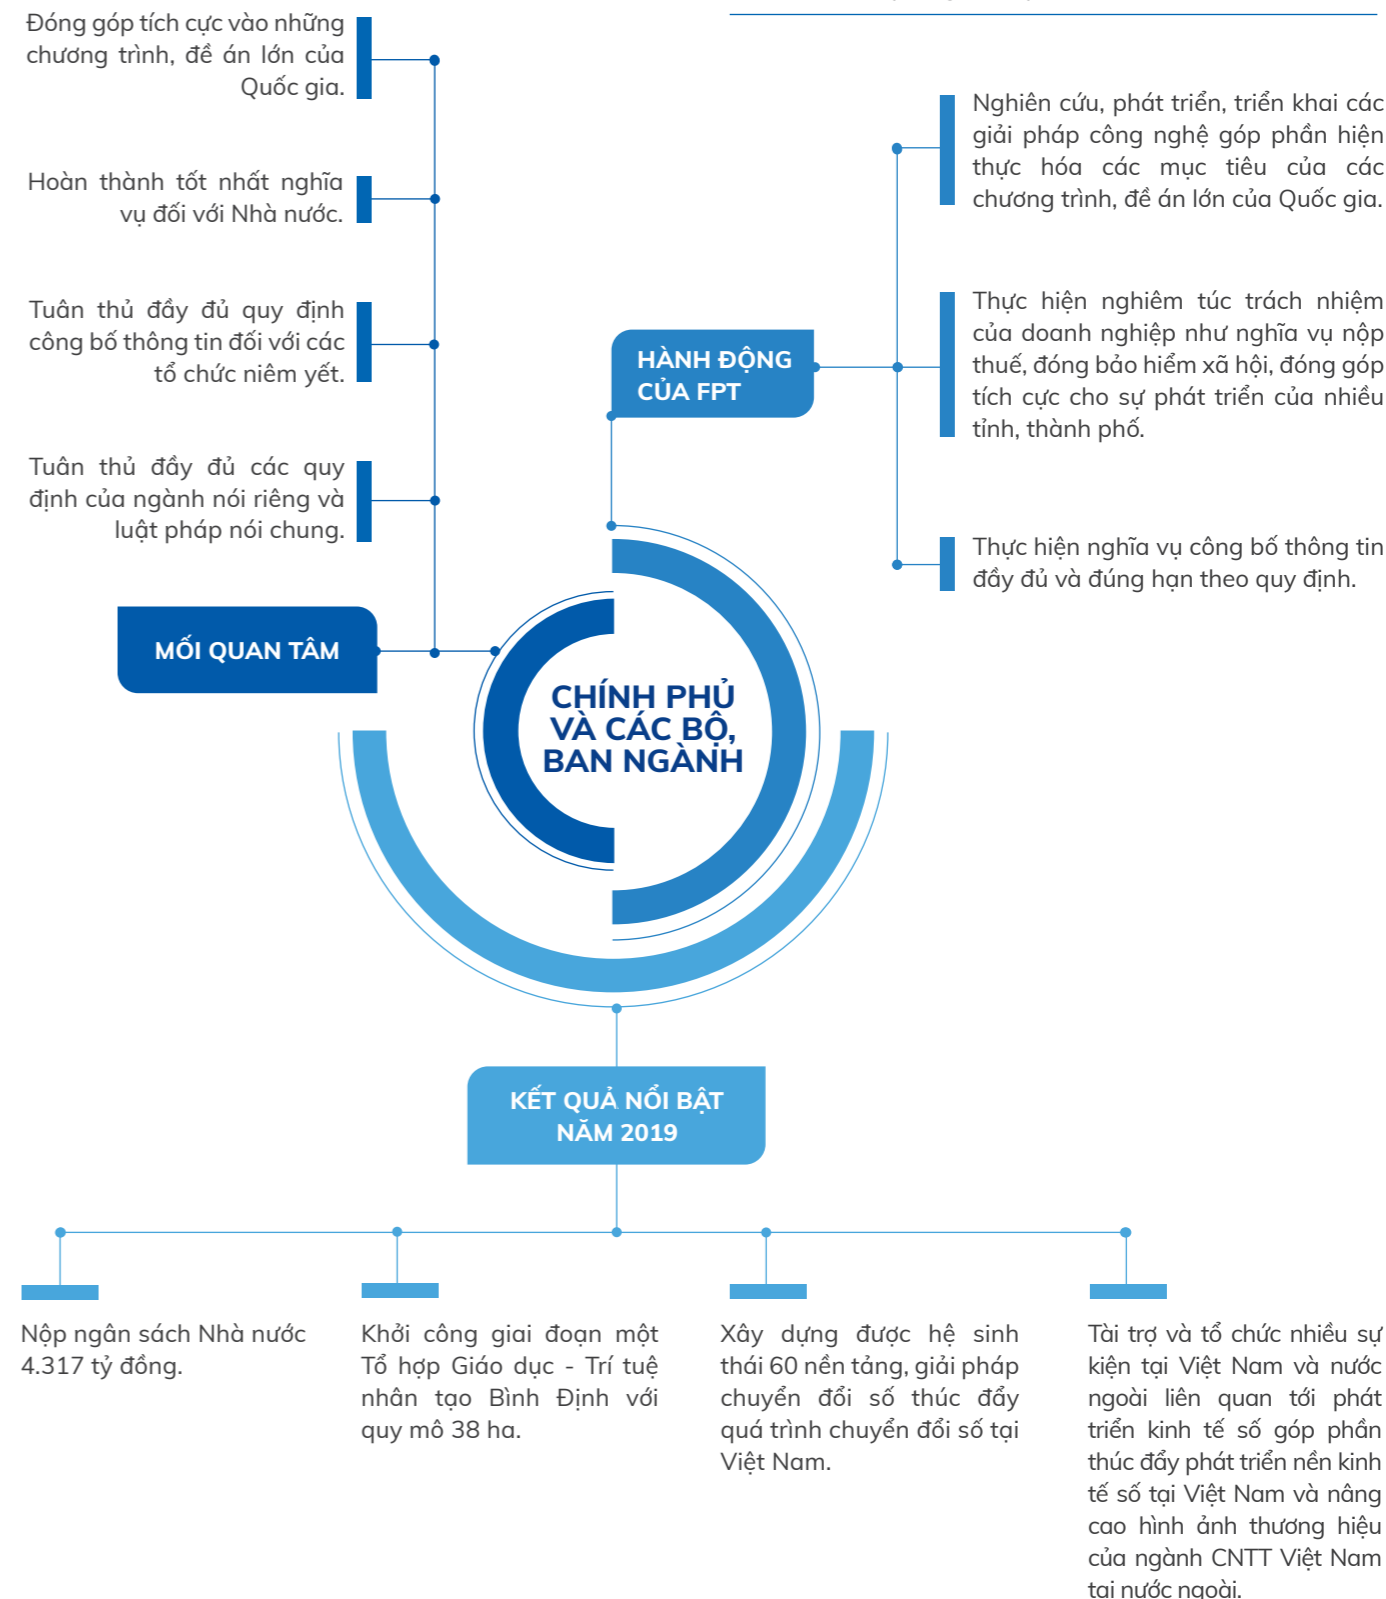 Đóng góp tích cực vào những
chương trình, đề án lớn của
Quốc gia.
Hoàn thành tốt nhất nghĩa
vụ đối với Nhà nước.
Tuân thủ đầy đủ quy định
công bố thông tin đối với các
tổ chức niêm yết.
Tuân thủ đầy đủ các quy
định của ngành nói riêng và
luật pháp nói chung.
MỐI QUAN TÂM
HÀNH ĐỘNG
CỦA FPT
Nghiên cứu, phát triển, triển khai các
giải pháp công nghệ góp phần hiện
thực hóa các mục tiêu của các
chương trình, đề án lớn của Quốc gia.
Thực hiện nghiêm túc trách nhiệm
của doanh nghiệp như nghĩa vụ nộp
thuế, đóng bảo hiểm xã hội, đóng góp
tích cực cho sự phát triển của nhiều
tỉnh, thành phố.
Thực hiện nghĩa vụ công bố thông tin
đầy đủ và đúng hạn theo quy định.
CHÍNH PHỦ
VÀ CÁC BỘ,
BAN NGÀNH
KẾT QUẢ NỔI BẬT
NĂM 2019
Nộp ngân sách Nhà nước
4.317 tỷ đồng.
Khởi công giai đoạn một
Tổ hợp Giáo dục - Trí tuệ
nhân tạo Bình Định với
quy mô 38 ha.
Xây dựng được hệ sinh
thái 60 nền tảng, giải pháp
chuyển đổi số thúc đẩy
quá trình chuyển đổi số tại
Việt Nam.
Tài trợ và tổ chức nhiều sự
kiện tại Việt Nam và nước
ngoài liên quan tới phát
triển kinh tế số góp phần
thúc đẩy phát triển nền kinh
tế số tại Việt Nam và nâng
cao hình ảnh thương hiệu
của ngành CNTT Việt Nam
tại nước ngoài.